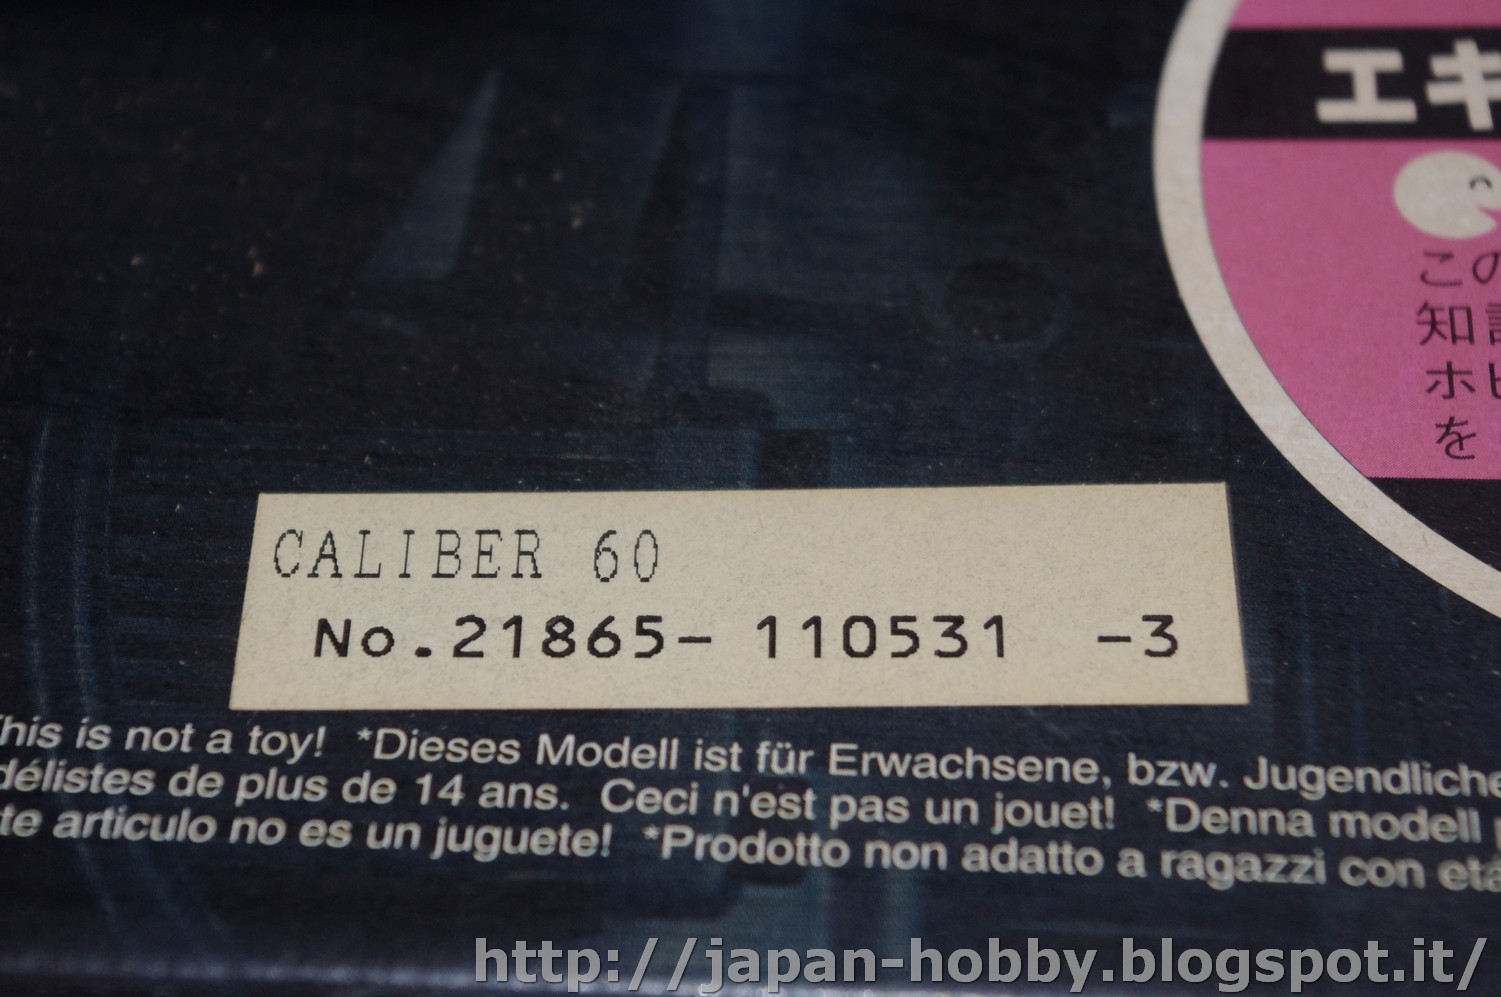 エキ
この
知
ホビ
を
CALIBER 60
No.21865- 110531 -3
his is not a toy! *Dieses Modell ist für Erwachsene, bzw. Jugendliche
délistes de plus de 14 ans. Ceci n'est pas un jouet! *Denna modell
te articulo no es un juguete! *Prodotto non adatto a ragazzi con età
http://japan-hobby.blogspot.it/